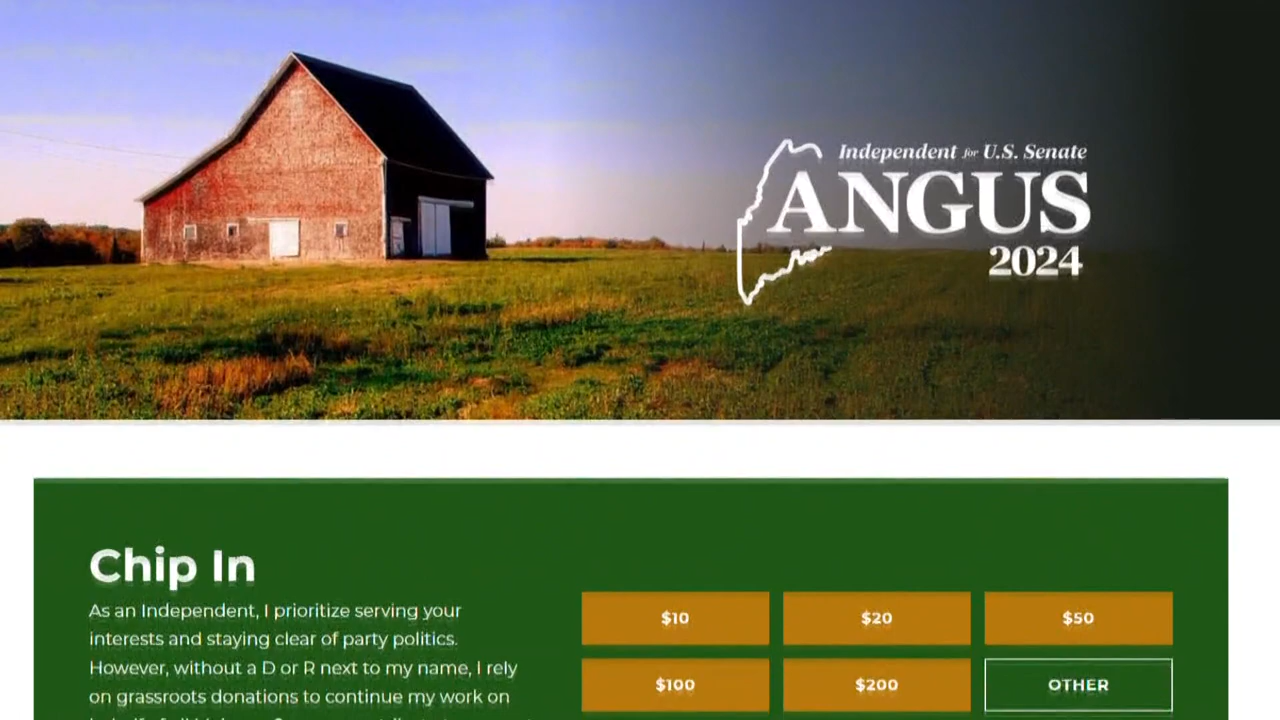 Independent for U.S. Senate
ANGUS
2024
Chip In
As an Independent, I prioritize serving your
interests and staying clear of party politics.
However, without a D or R next to my name, I rely
on grassroots donations to continue my work on
$10
$20
$50
$100
$200
OTHER